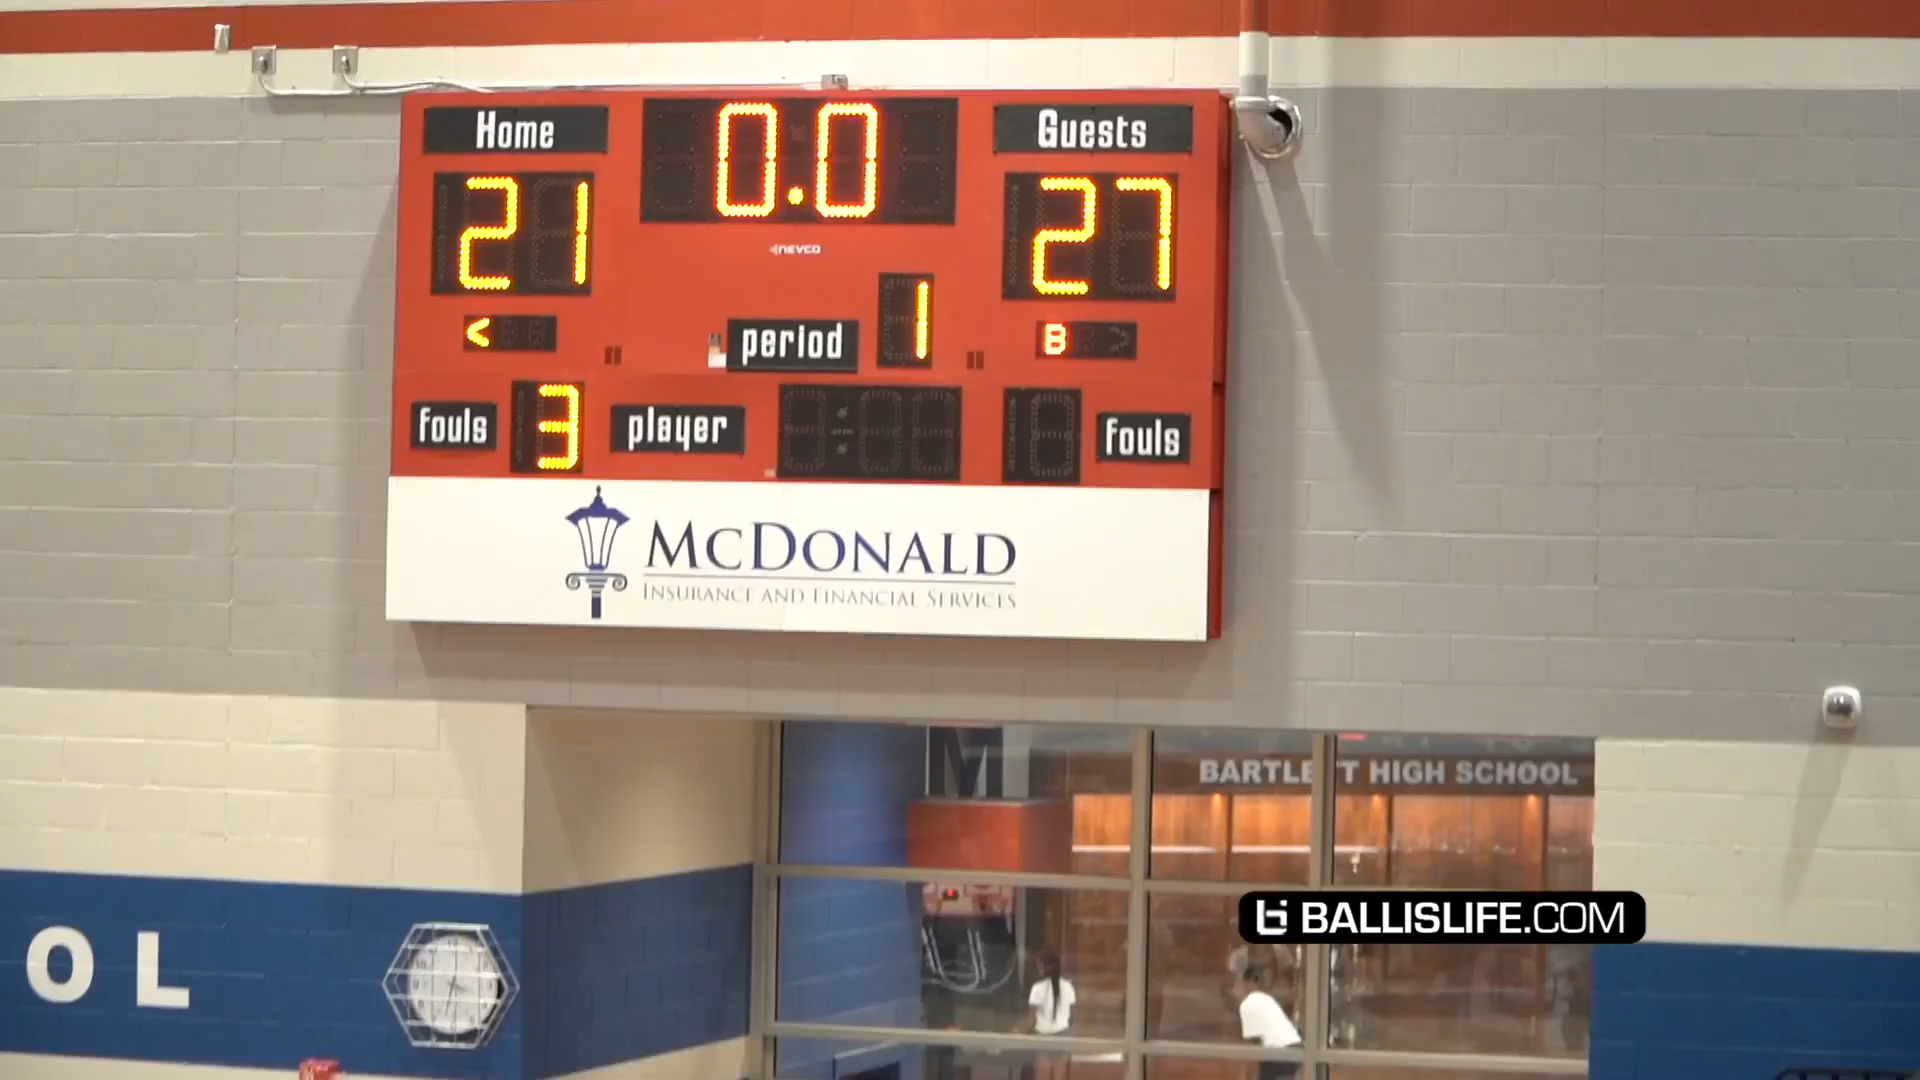 Home
0.0
Guests
21
27
NEVCO
1
<
period
B
fouls
3
player
fouls
McDONALD
INSURANCE AND FINANCIAL SERVICES
M
BARTLETT HIGH SCHOOL
BALLISLIFE.COM
OL